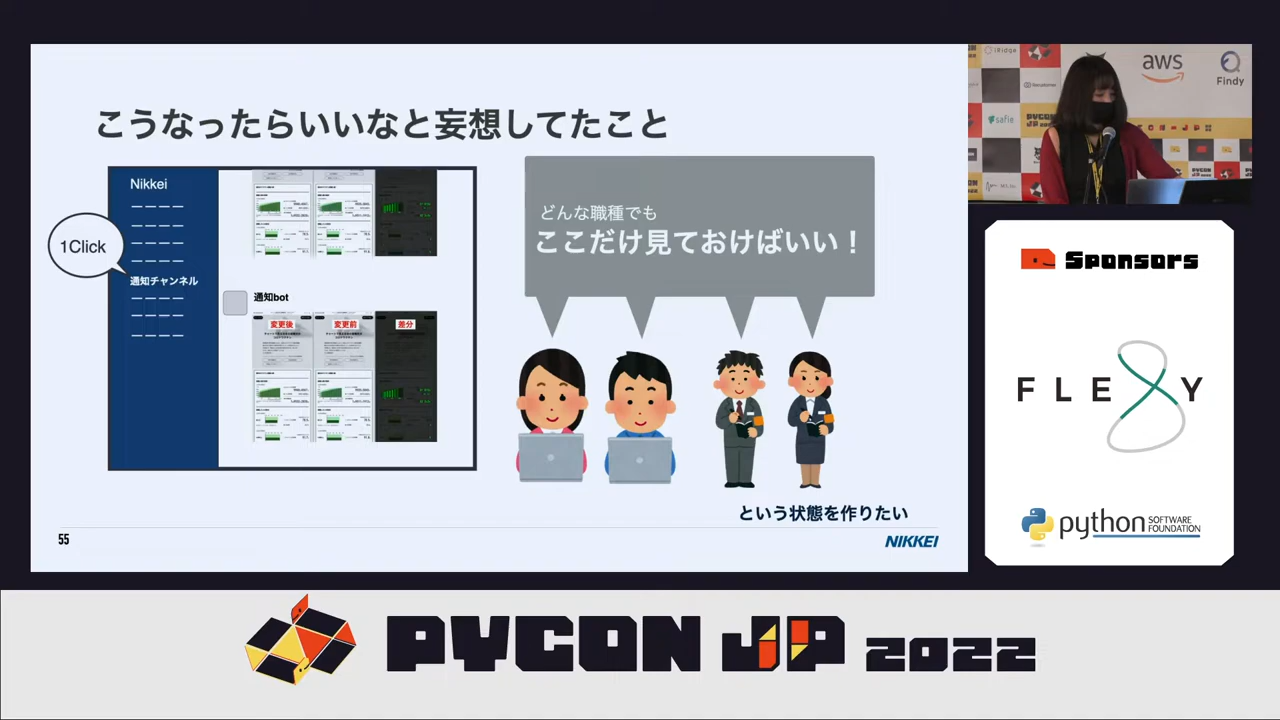 こうなったらいいなと妄想してたこと
Nikkei
1Click
通知チャンネル
通知bot
変更後
変更前
差分
どんな職種でも
ここだけ見ておけばいい！
という状態を作りたい
55
NIKKEI
iRidge
aws
Findy
safie
Sponsors
FLEXY
python
SOFTWARE
FOUNDATION
PYCON JP 2022